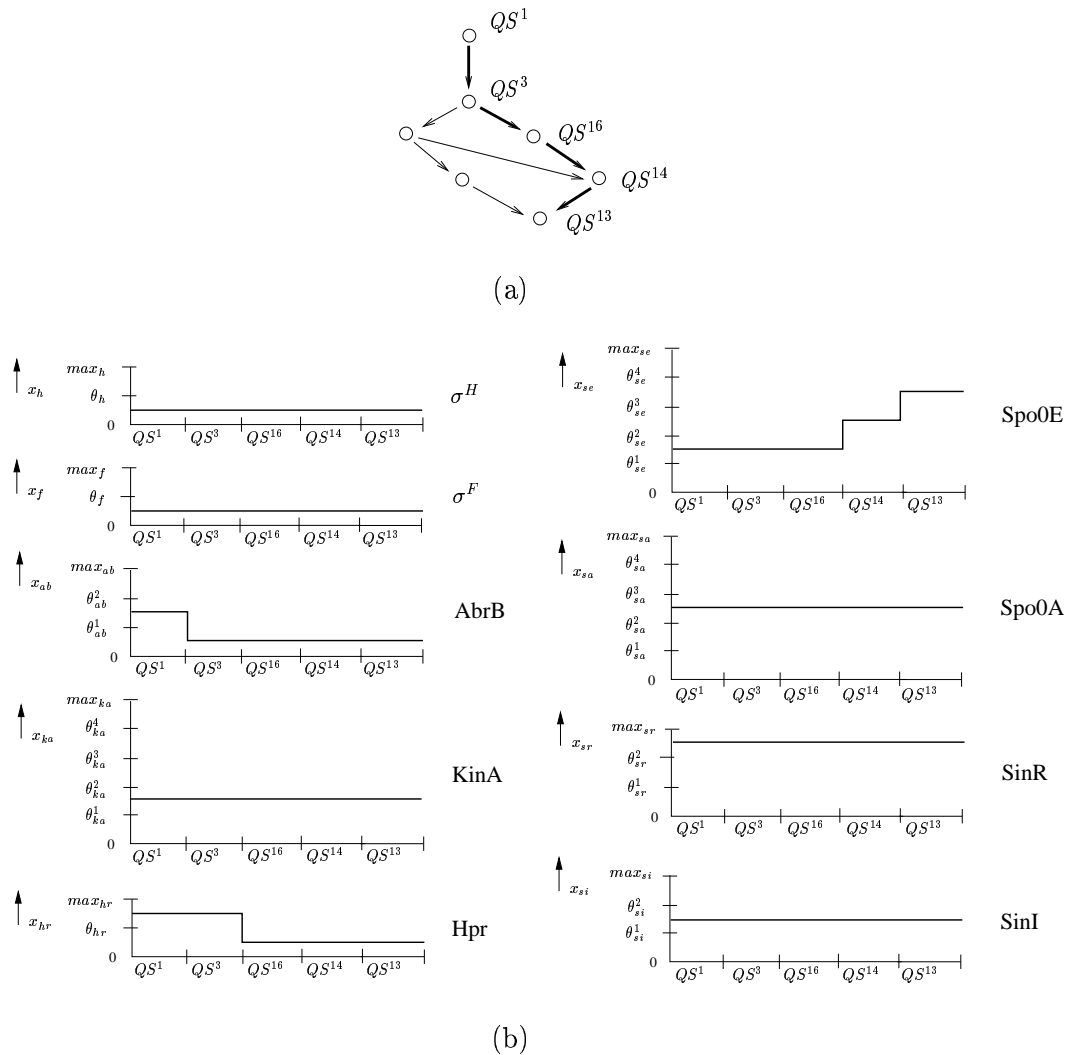 QS^1
QS^3
QS^16
QS^14
QS^13
(a)
max_h
x_h
θ_h
0
QS^1 QS^3 QS^16 QS^14 QS^13
σ^H
max_f
x_f
θ_f
0
QS^1 QS^3 QS^16 QS^14 QS^13
σ^F
max_ab
x_ab
θ^2_ab
θ^1_ab
0
QS^1 QS^3 QS^16 QS^14 QS^13
AbrB
max_ka
x_ka
θ^4_ka
θ^3_ka
θ^2_ka
θ^1_ka
0
QS^1 QS^3 QS^16 QS^14 QS^13
KinA
max_hr
x_hr
θ_hr
0
QS^1 QS^3 QS^16 QS^14 QS^13
Hpr
max_se
x_se
θ^4_se
θ^3_se
θ^2_se
θ^1_se
0
QS^1 QS^3 QS^16 QS^14 QS^13
Spo0E
max_sa
x_sa
θ^4_sa
θ^3_sa
θ^2_sa
θ^1_sa
0
QS^1 QS^3 QS^16 QS^14 QS^13
Spo0A
max_sr
x_sr
θ^2_sr
θ^1_sr
0
QS^1 QS^3 QS^16 QS^14 QS^13
SinR
max_si
x_si
θ^2_si
θ^1_si
0
QS^1 QS^3 QS^16 QS^14 QS^13
SinI
(b)